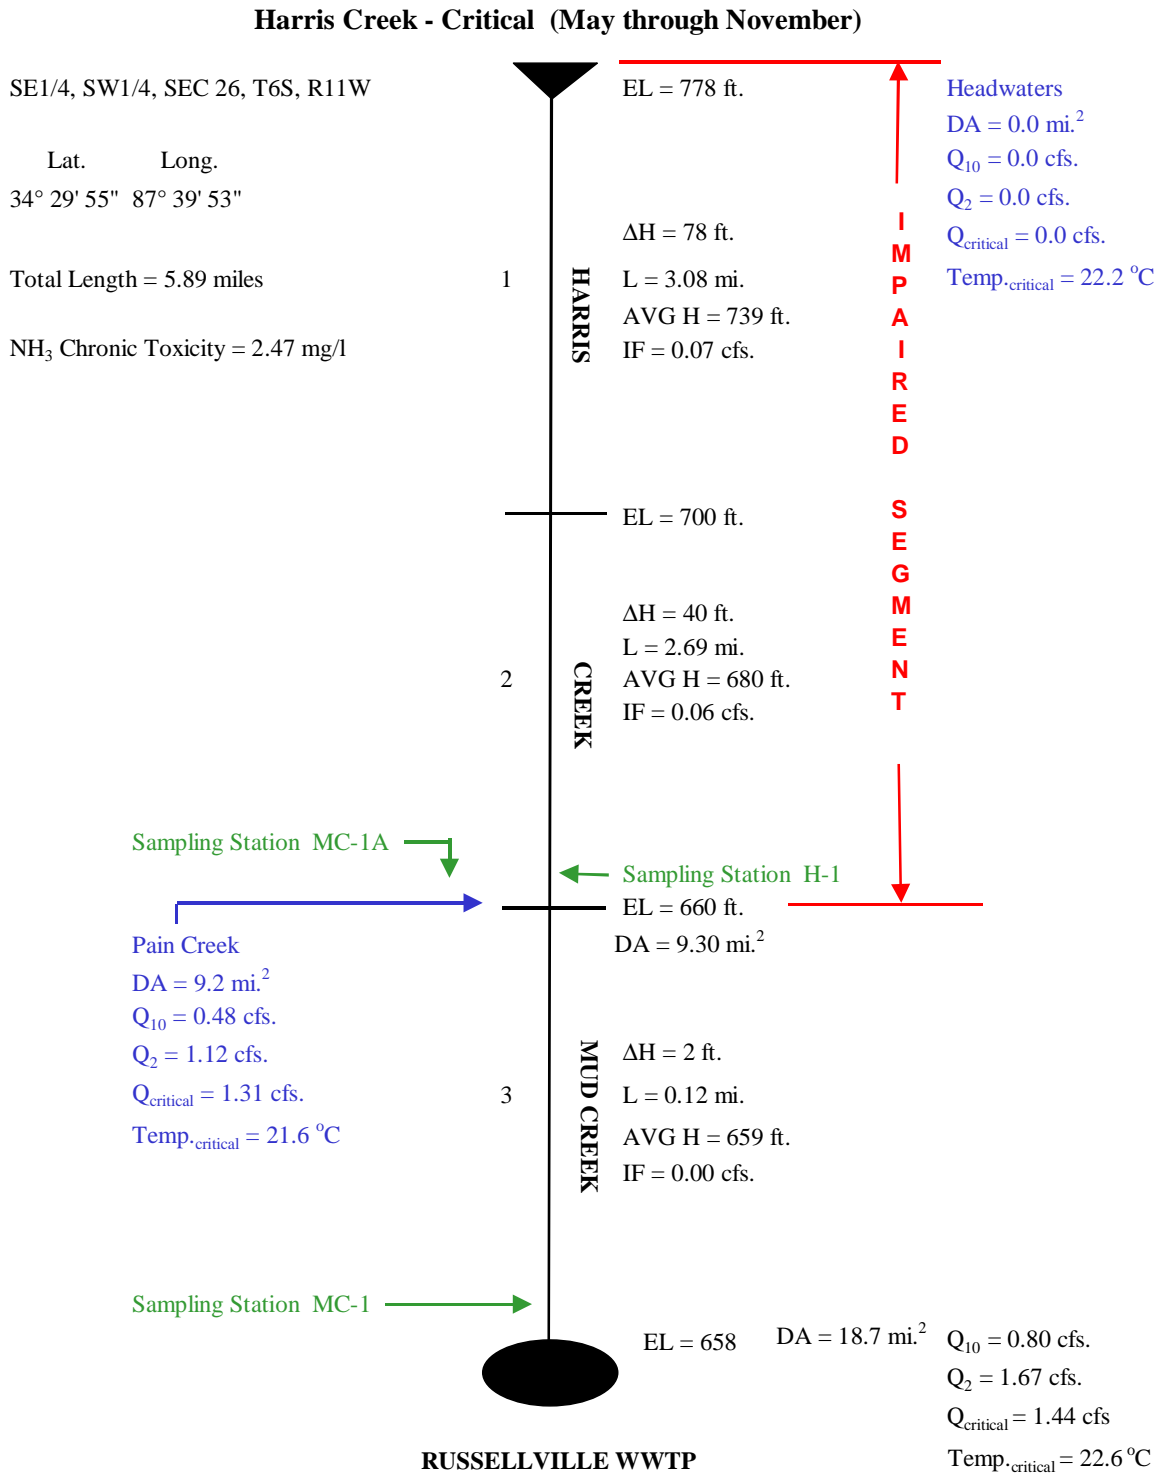 Harris Creek - Critical (May through November)
SE1/4, SW1/4, SEC 26, T6S, R11W
Lat. Long.
34° 29' 55" 87° 39' 53"
Total Length = 5.89 miles
NH3 Chronic Toxicity = 2.47 mg/l
EL = 778 ft.
Headwaters
DA = 0.0 mi.2
Q10 = 0.0 cfs.
Q2 = 0.0 cfs.
Qcritical = 0.0 cfs.
Temp.critical = 22.2 oC
1
HARRIS
ΔH = 78 ft.
L = 3.08 mi.
AVG H = 739 ft.
IF = 0.07 cfs.
IMPAIRED SEGMENT
EL = 700 ft.
2
CREEK
ΔH = 40 ft.
L = 2.69 mi.
AVG H = 680 ft.
IF = 0.06 cfs.
Sampling Station MC-1A
Sampling Station H-1
EL = 660 ft.
DA = 9.30 mi.2
Pain Creek
DA = 9.2 mi.2
Q10 = 0.48 cfs.
Q2 = 1.12 cfs.
Qcritical = 1.31 cfs.
Temp.critical = 21.6 oC
3
MUD CREEK
ΔH = 2 ft.
L = 0.12 mi.
AVG H = 659 ft.
IF = 0.00 cfs.
Sampling Station MC-1
EL = 658
DA = 18.7 mi.2
Q10 = 0.80 cfs.
Q2 = 1.67 cfs.
Qcritical = 1.44 cfs
Temp.critical = 22.6 oC
RUSSELLVILLE WWTP